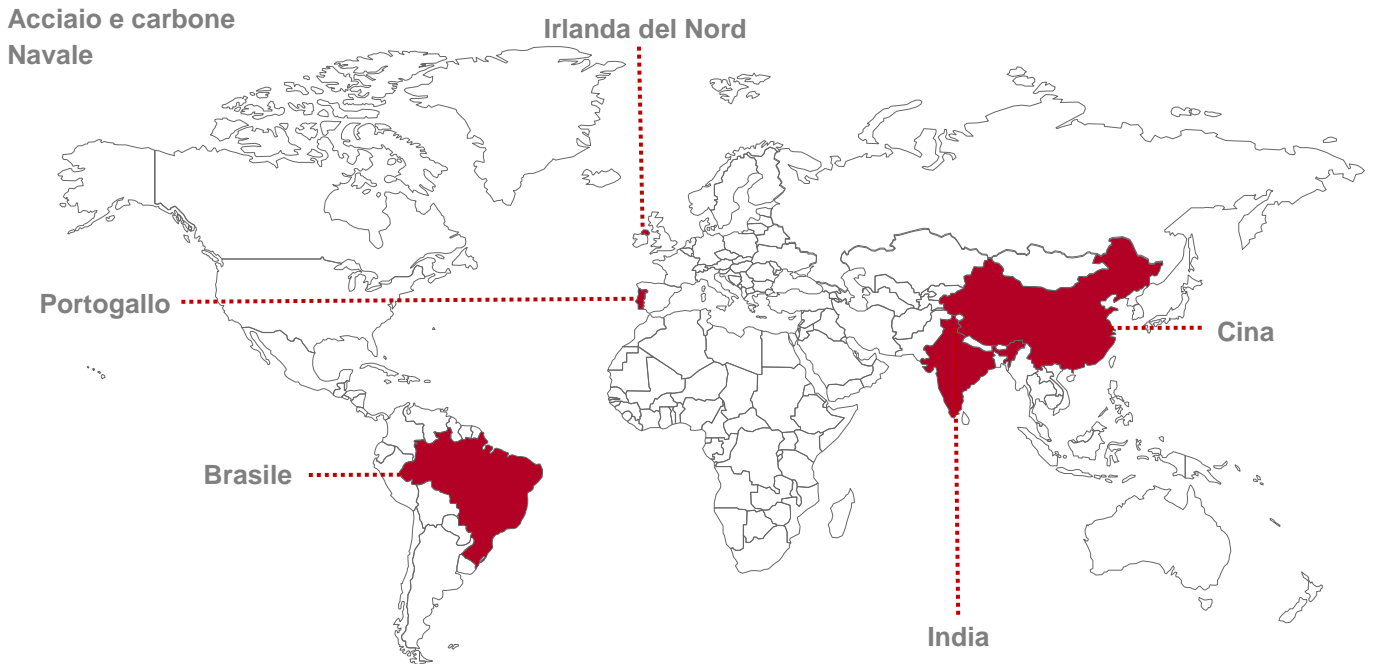 Acciaio e carbone
Navale
Irlanda del Nord
Portogallo
Cina
Brasile
India